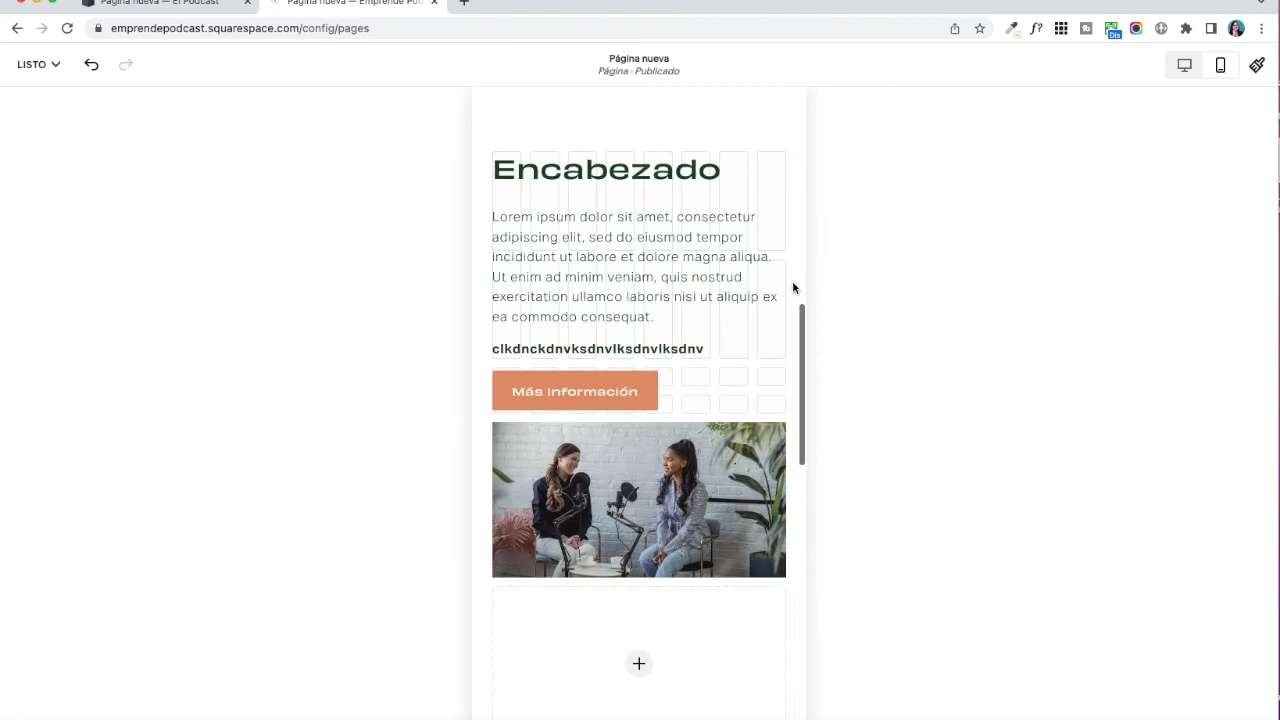 Página nueva — El Podcast
Página nueva — Emprende Po
emprendepodcast.squarespace.com/config/pages
f?
Dis
LISTO
Página nueva
Página · Publicado
Encabezado
Lorem ipsum dolor sit amet, consectetur
adipiscing elit, sed do eiusmod tempor
incididunt ut labore et dolore magna aliqua.
Ut enim ad minim veniam, quis nostrud
exercitation ullamco laboris nisi ut aliquip ex
ea commodo consequat.
clkdnckdnvksdnvlksdnvlksdnv
Más información